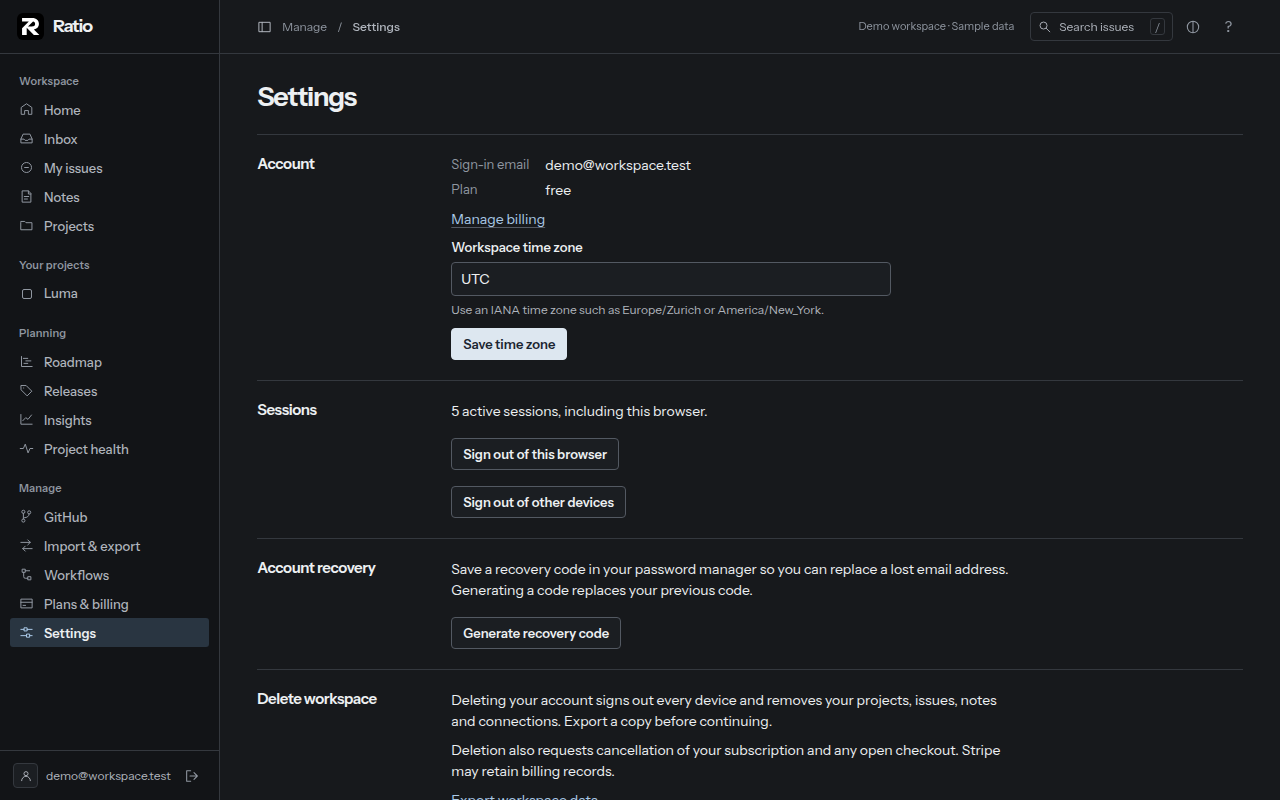 Ratio
Manage / Settings
Demo workspace · Sample data
Search issues /
?
Workspace
Home
Inbox
My issues
Notes
Projects
Your projects
Luma
Planning
Roadmap
Releases
Insights
Project health
Manage
GitHub
Import & export
Workflows
Plans & billing
Settings
demo@workspace.test
Settings
Account
Sign-in email demo@workspace.test
Plan free
Manage billing
Workspace time zone
UTC
Use an IANA time zone such as Europe/Zurich or America/New_York.
Save time zone
Sessions
5 active sessions, including this browser.
Sign out of this browser
Sign out of other devices
Account recovery
Save a recovery code in your password manager so you can replace a lost email address.
Generating a code replaces your previous code.
Generate recovery code
Delete workspace
Deleting your account signs out every device and removes your projects, issues, notes
and connections. Export a copy before continuing.
Deletion also requests cancellation of your subscription and any open checkout. Stripe
may retain billing records.
Export workspace data